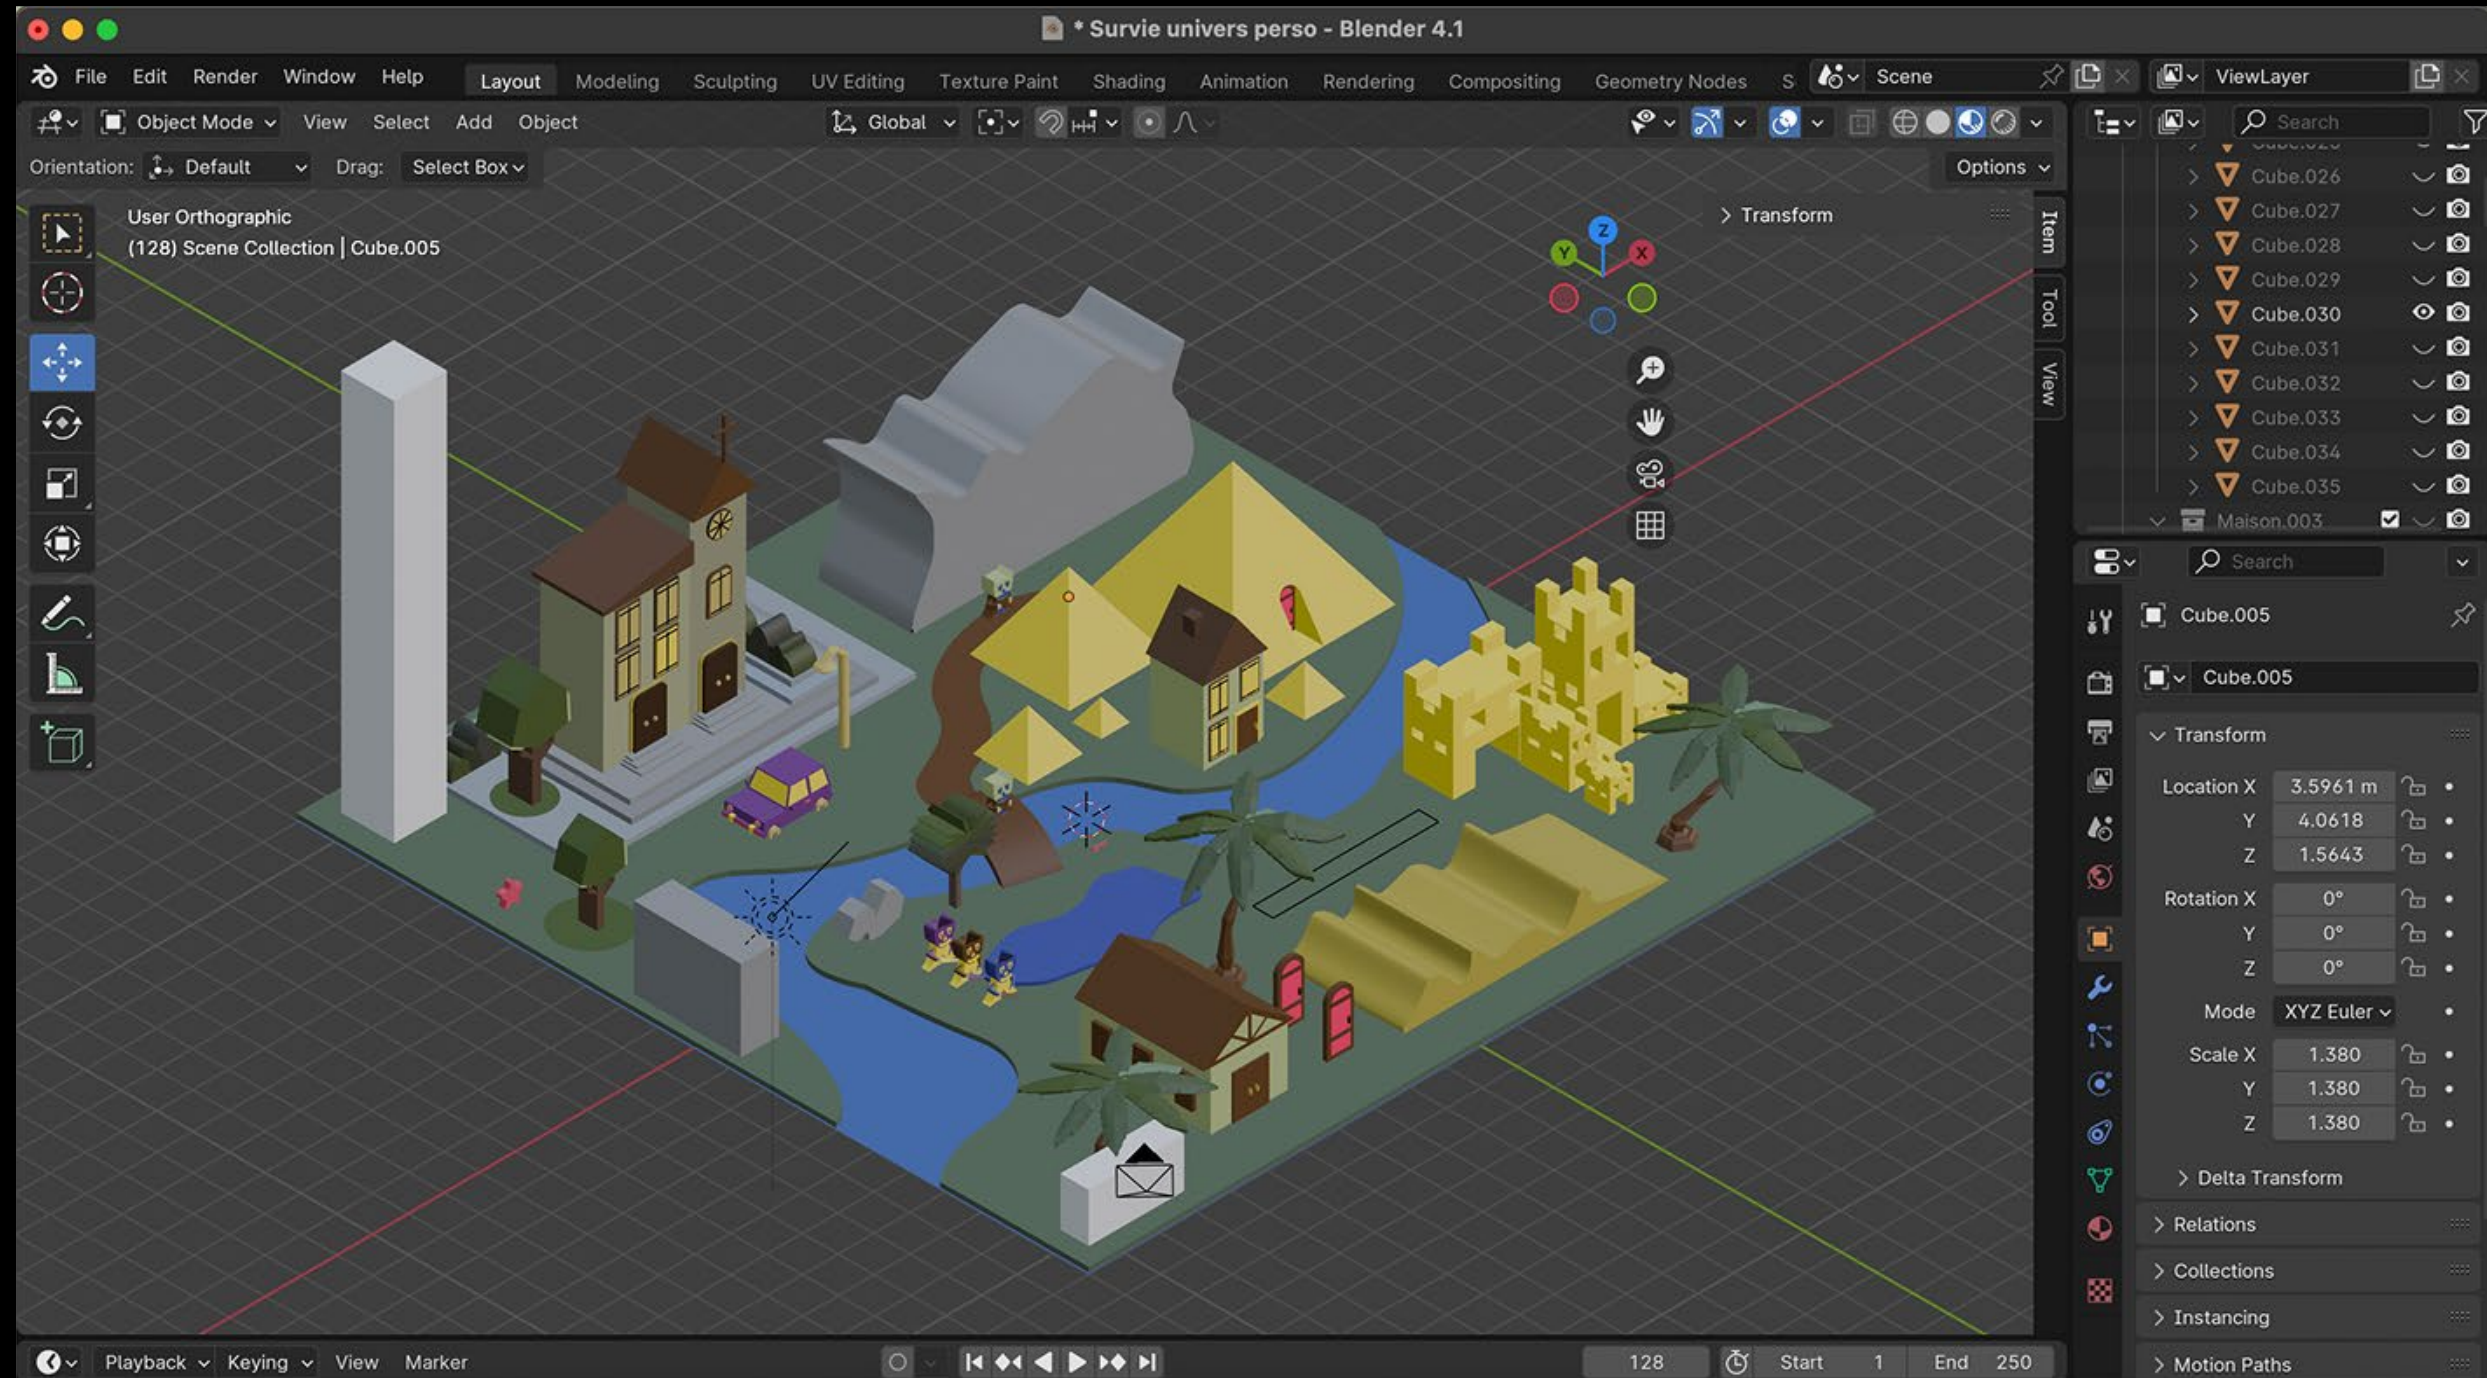 * Survie univers perso - Blender 4.1
File Edit Render Window Help Layout Modeling Sculpting UV Editing Texture Paint Shading Animation Rendering Compositing Geometry Nodes S Scene ViewLayer
Object Mode View Select Add Object Global Search
Orientation: Default Drag: Select Box Options
User Orthographic
(128) Scene Collection | Cube.005
Z
Y
X
Transform
Item
Tool
View
Cube.026
Cube.027
Cube.028
Cube.029
Cube.030
Cube.031
Cube.032
Cube.033
Cube.034
Cube.035
Maison.003
Search
Cube.005
Cube.005
Transform
Location X 3.5961 m
Y 4.0618
Z 1.5643
Rotation X 0°
Y 0°
Z 0°
Mode XYZ Euler
Scale X 1.380
Y 1.380
Z 1.380
Delta Transform
Relations
Collections
Instancing
Motion Paths
Playback Keying View Marker 128 Start 1 End 250